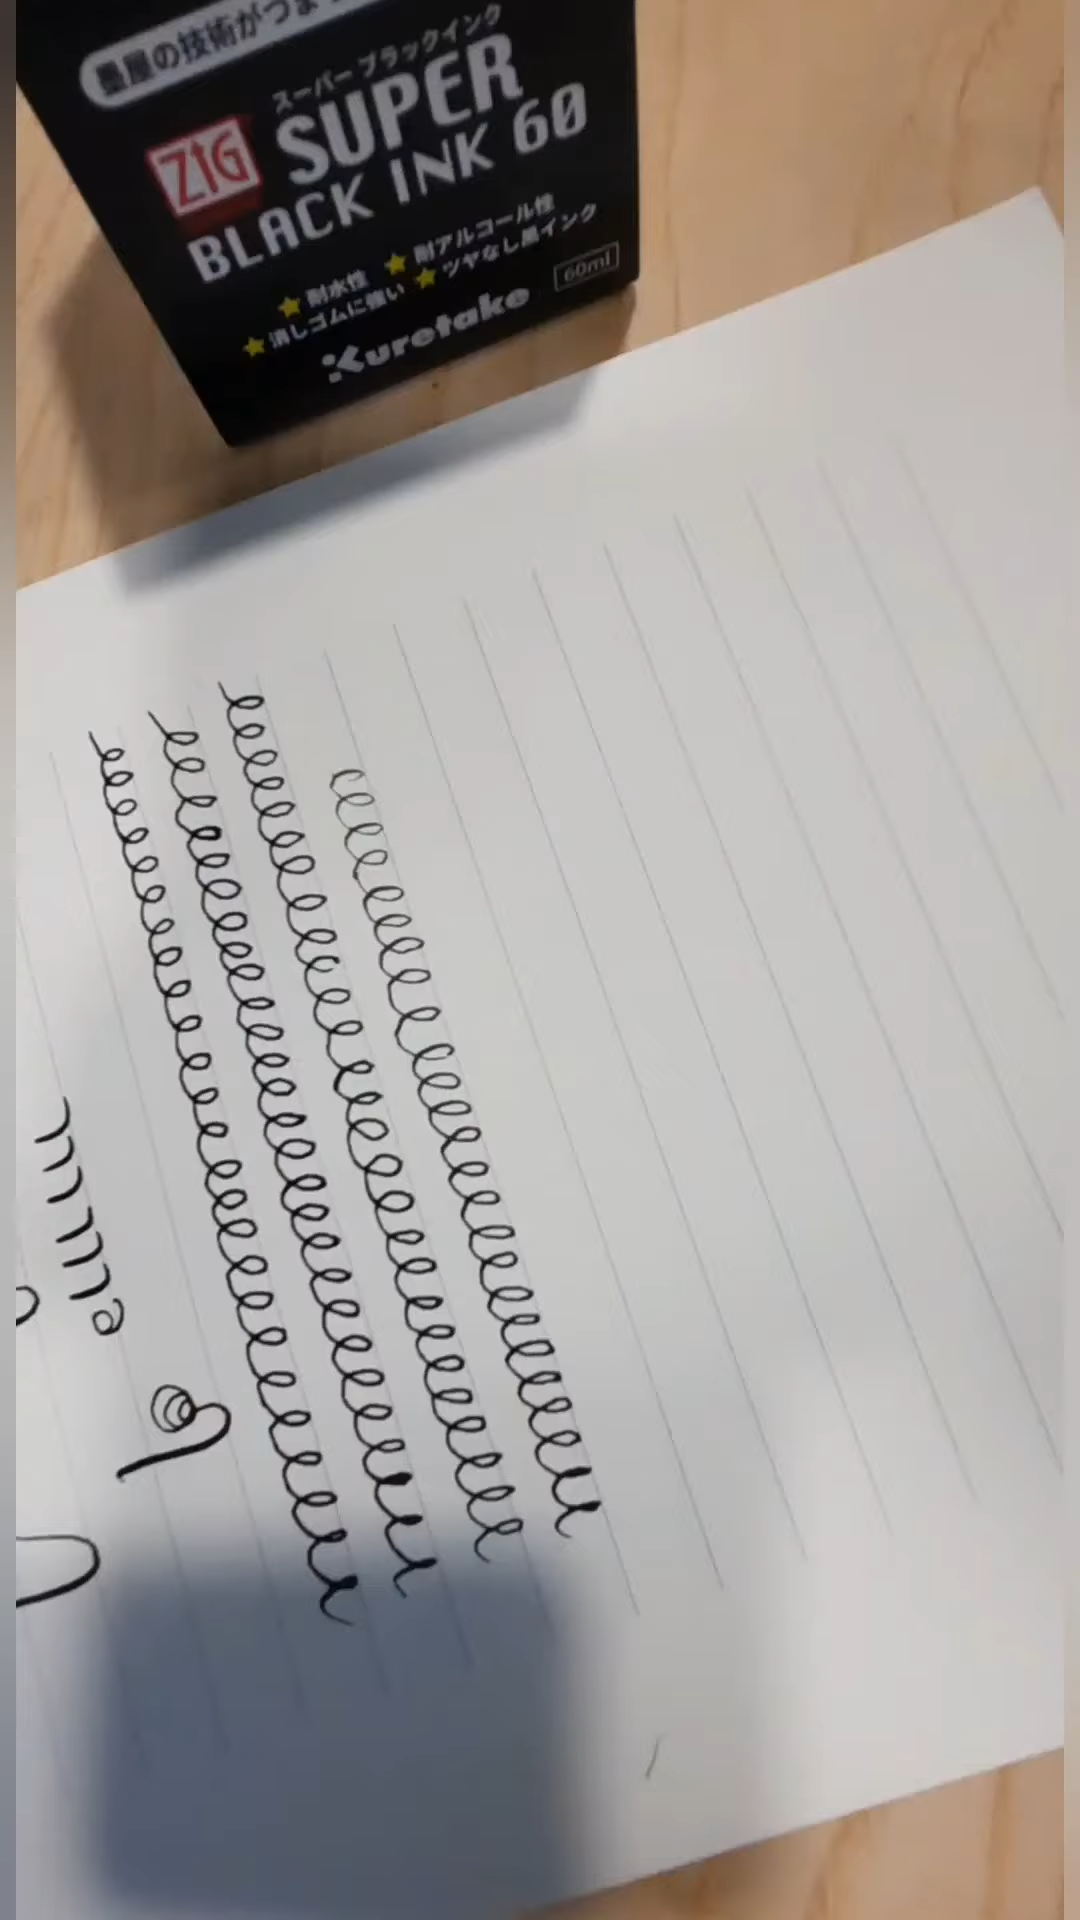 墨屋の技術がつま
スーパーブラックインク
ZIG SUPER
BLACK INK 60
★耐水性 ★耐アルコール性
★消しゴムに強い ★ツヤなし黒インク
Kuretake 60ml